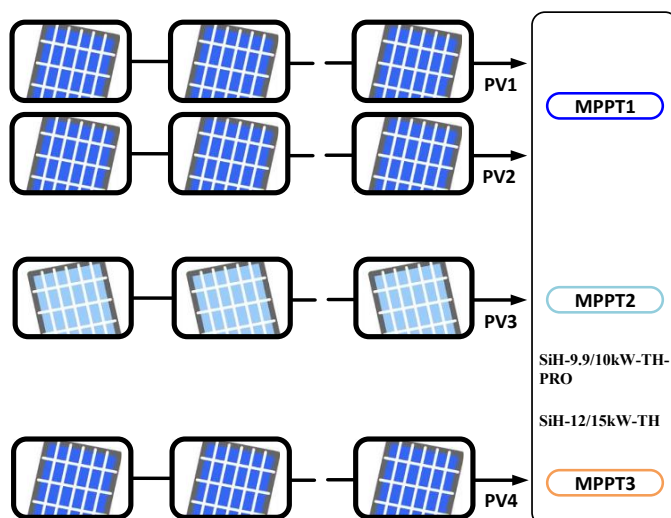 PV1
MPPT1
PV2
PV3
MPPT2
SiH-9.9/10kW-TH-
PRO
SiH-12/15kW-TH
PV4
MPPT3